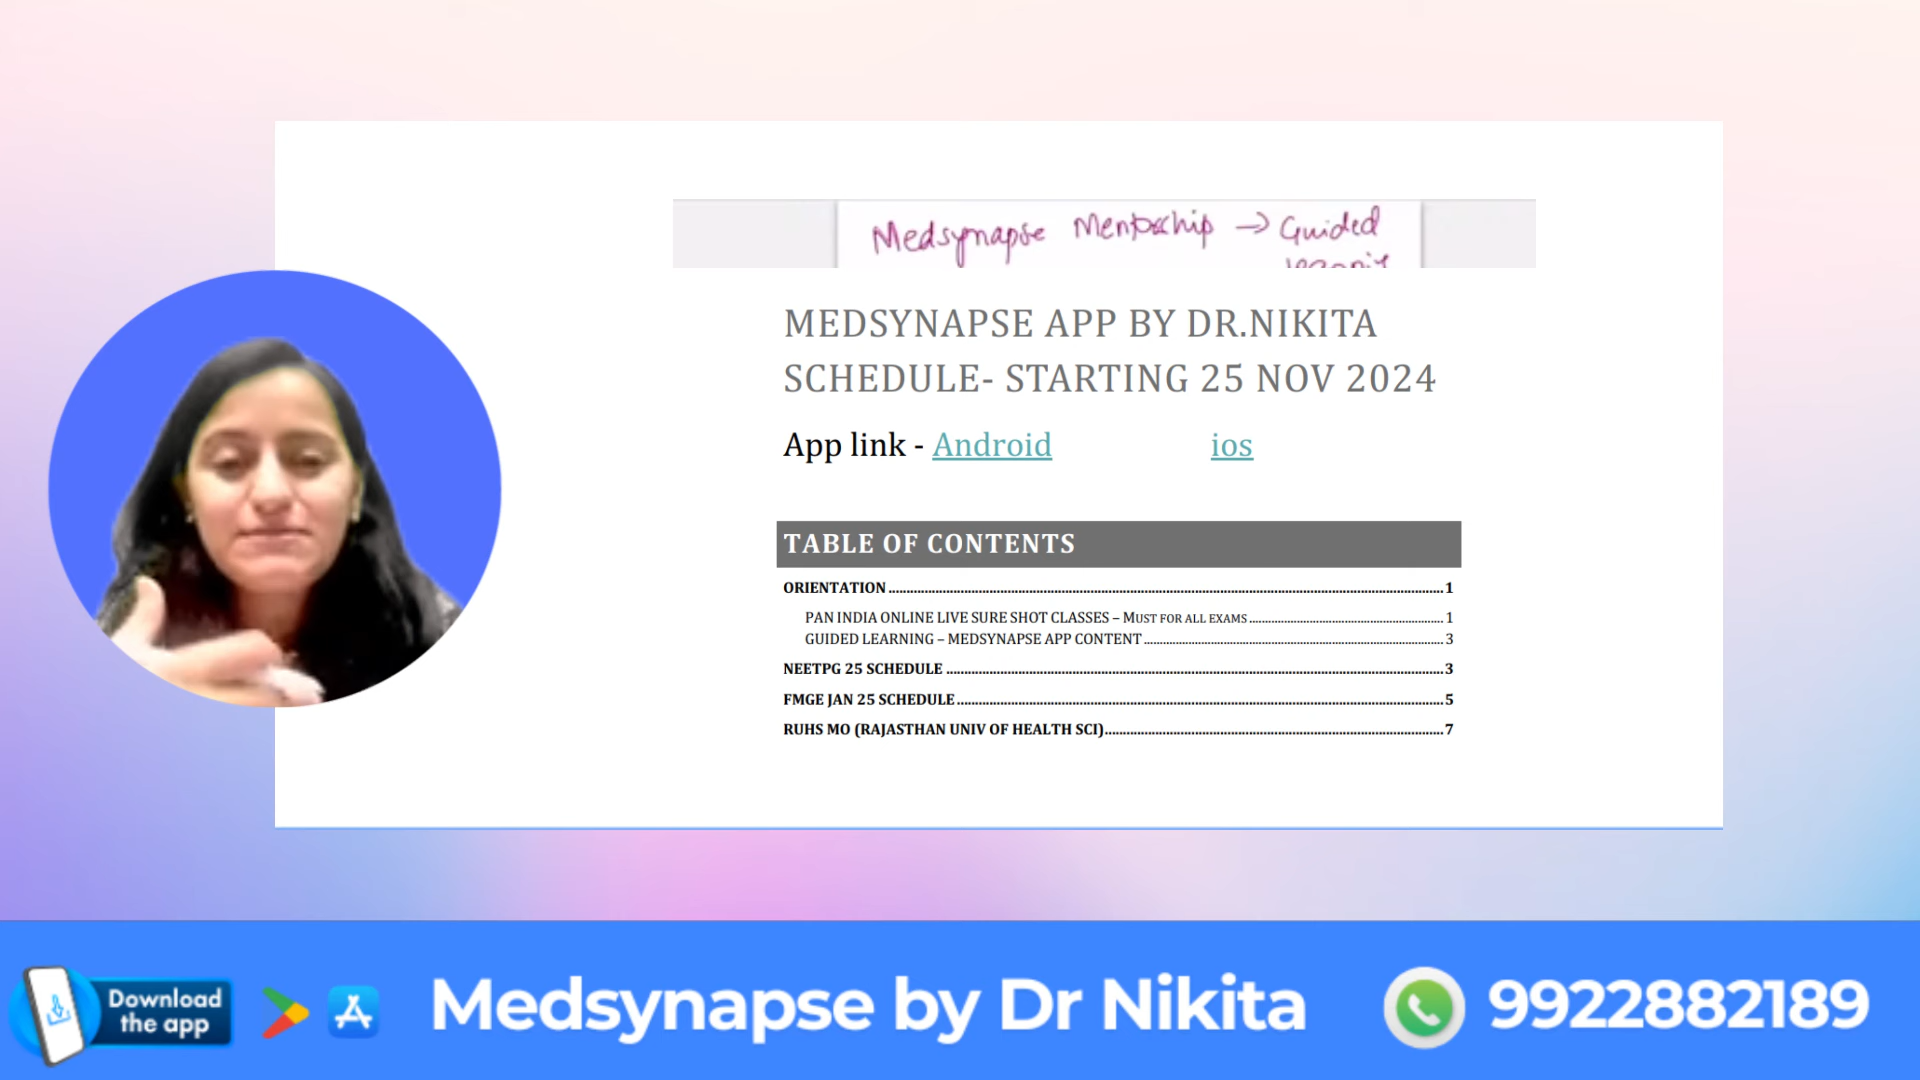 Medsynapse Mentorship → Guided
learning
MEDSYNAPSE APP BY DR.NIKITA
SCHEDULE- STARTING 25 NOV 2024
App link - Android ios
TABLE OF CONTENTS
ORIENTATION 1
PAN INDIA ONLINE LIVE SURE SHOT CLASSES – MUST FOR ALL EXAMS 1
GUIDED LEARNING – MEDSYNAPSE APP CONTENT 3
NEETPG 25 SCHEDULE 3
FMGE JAN 25 SCHEDULE 5
RUHS MO (RAJASTHAN UNIV OF HEALTH SCI) 7
Download
the app
Medsynapse by Dr Nikita
9922882189